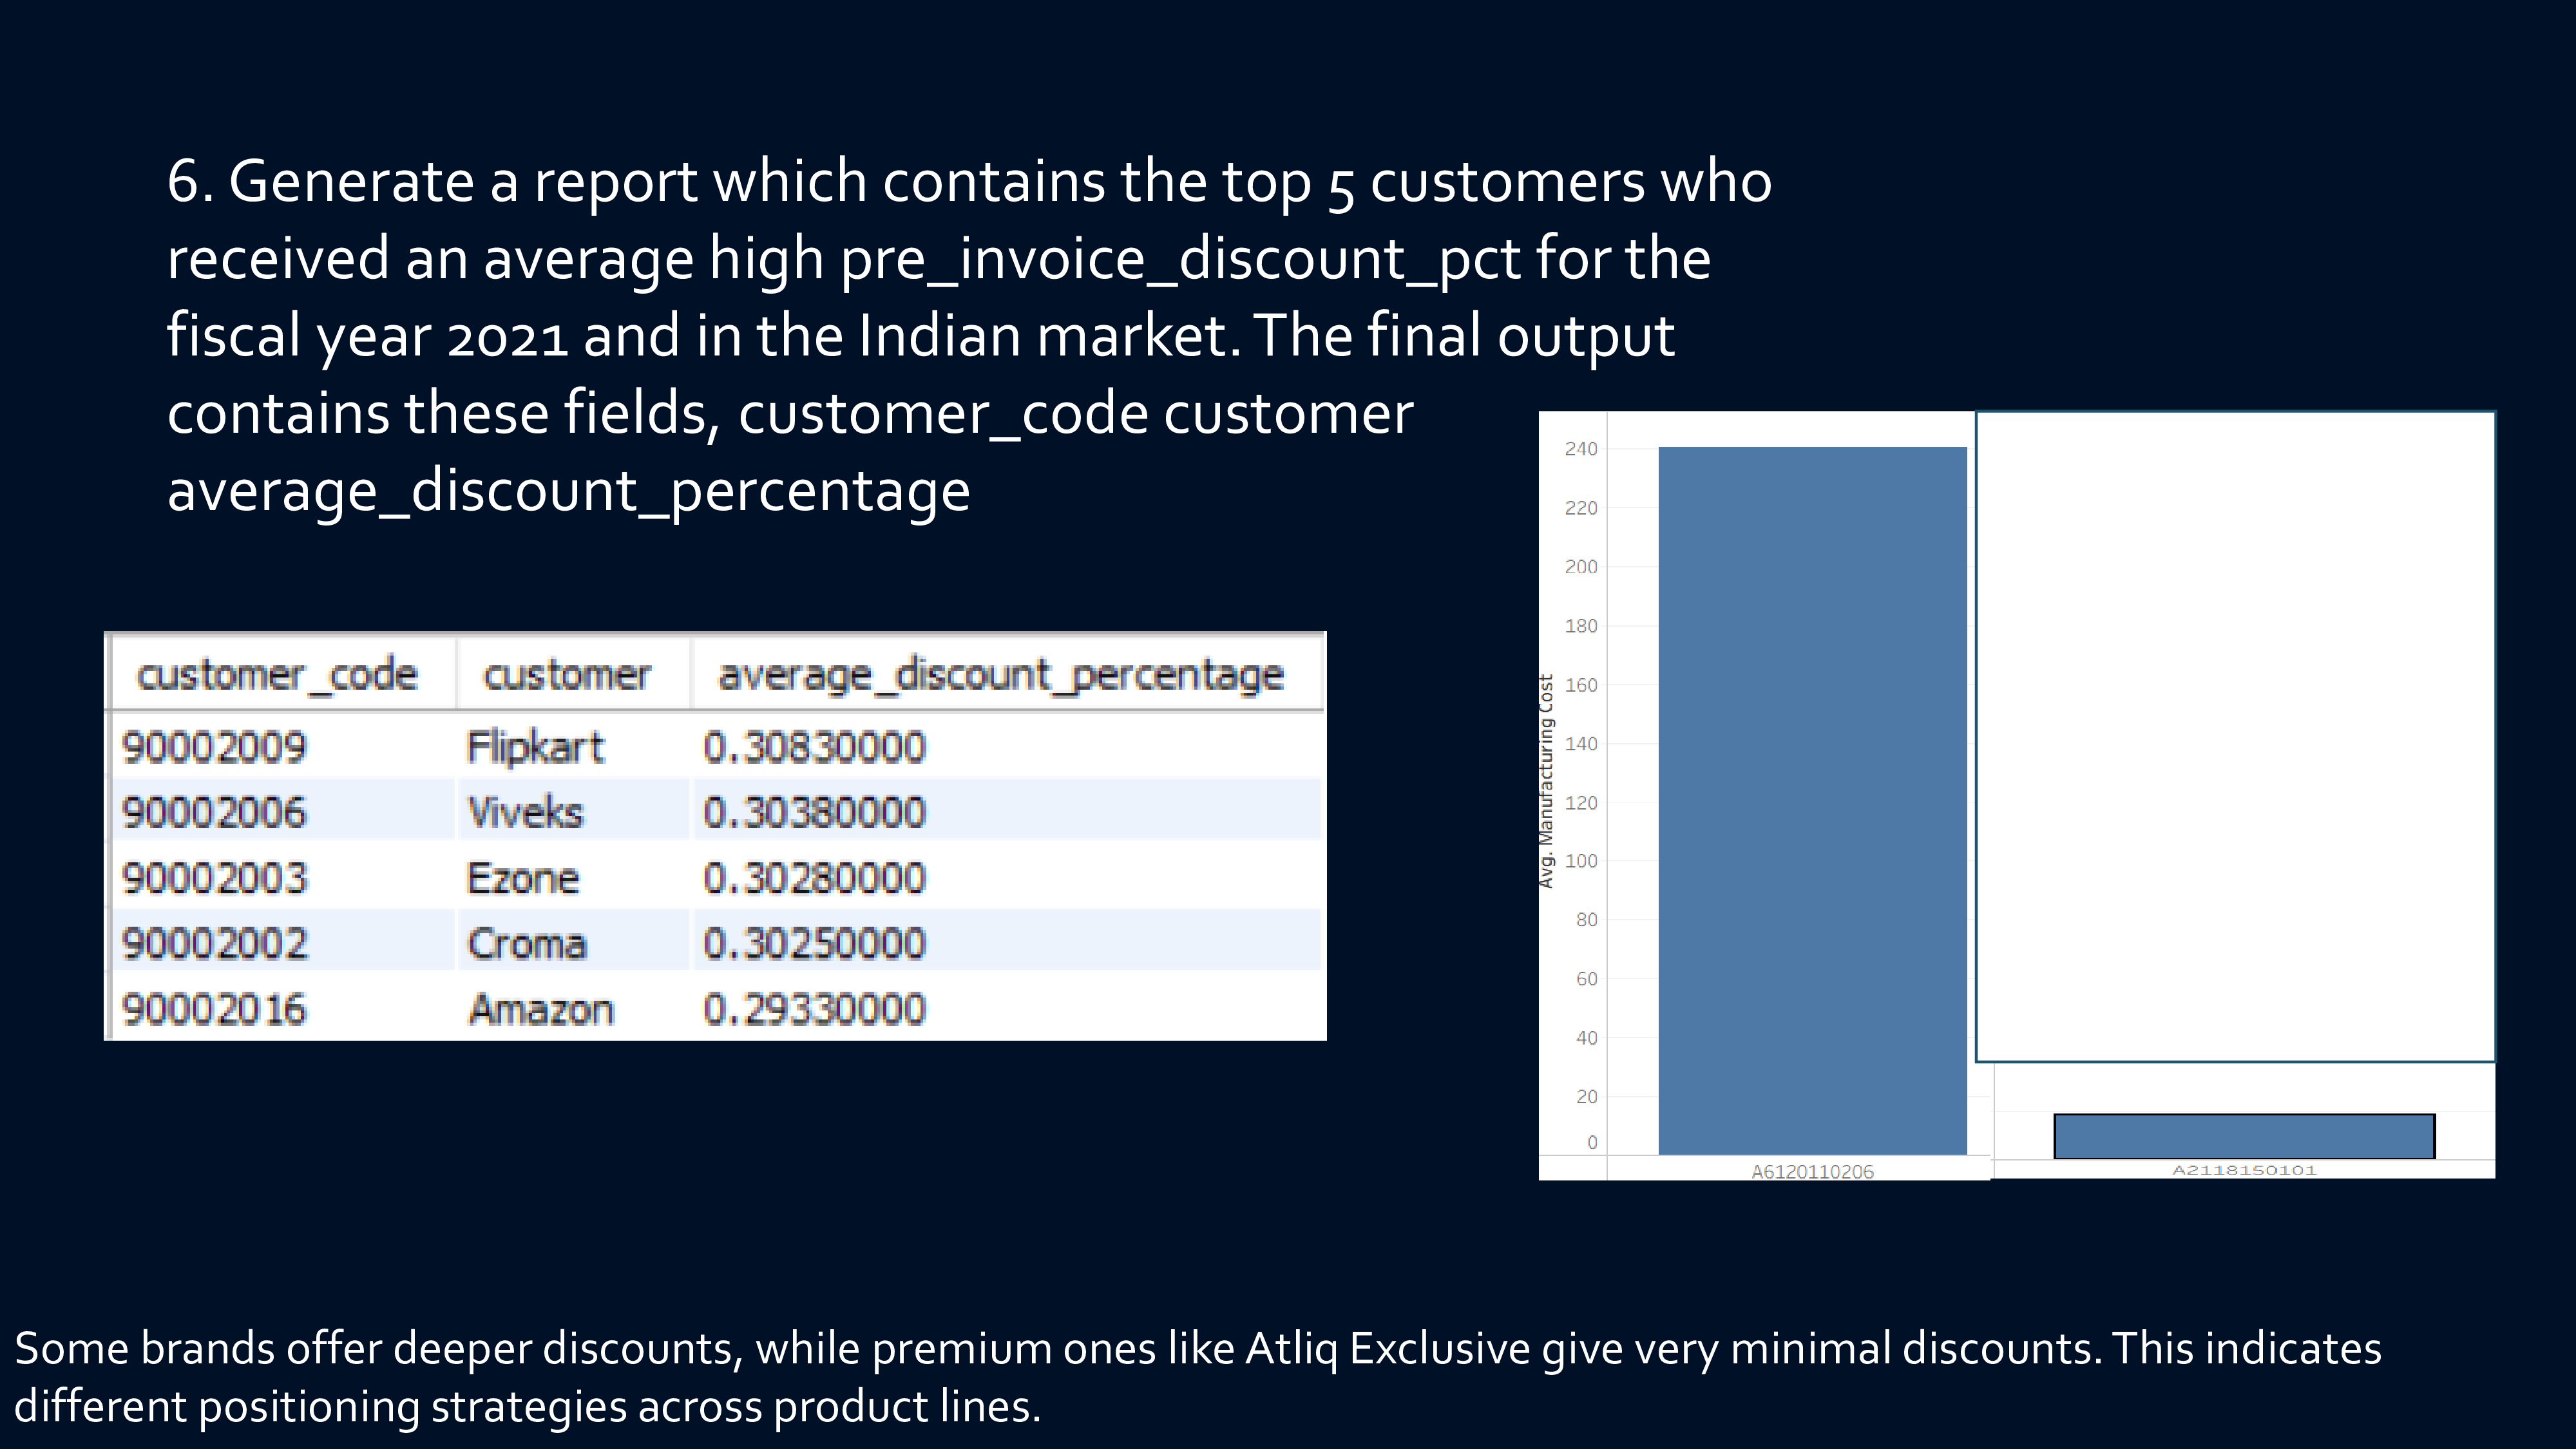 6. Generate a report which contains the top 5 customers who
received an average high pre_invoice_discount_pct for the
fiscal year 2021 and in the Indian market. The final output
contains these fields, customer_code customer
average_discount_percentage
customer_code customer average_discount_percentage
90002009 Flipkart 0.30830000
90002006 Viveks 0.30380000
90002003 Ezone 0.30280000
90002002 Croma 0.30250000
90002016 Amazon 0.29330000
Avg. Manufacturing Cost
240
220
200
180
160
140
120
100
80
60
40
20
0
A6120110206
A2118150101
Some brands offer deeper discounts, while premium ones like Atliq Exclusive give very minimal discounts. This indicates
different positioning strategies across product lines.